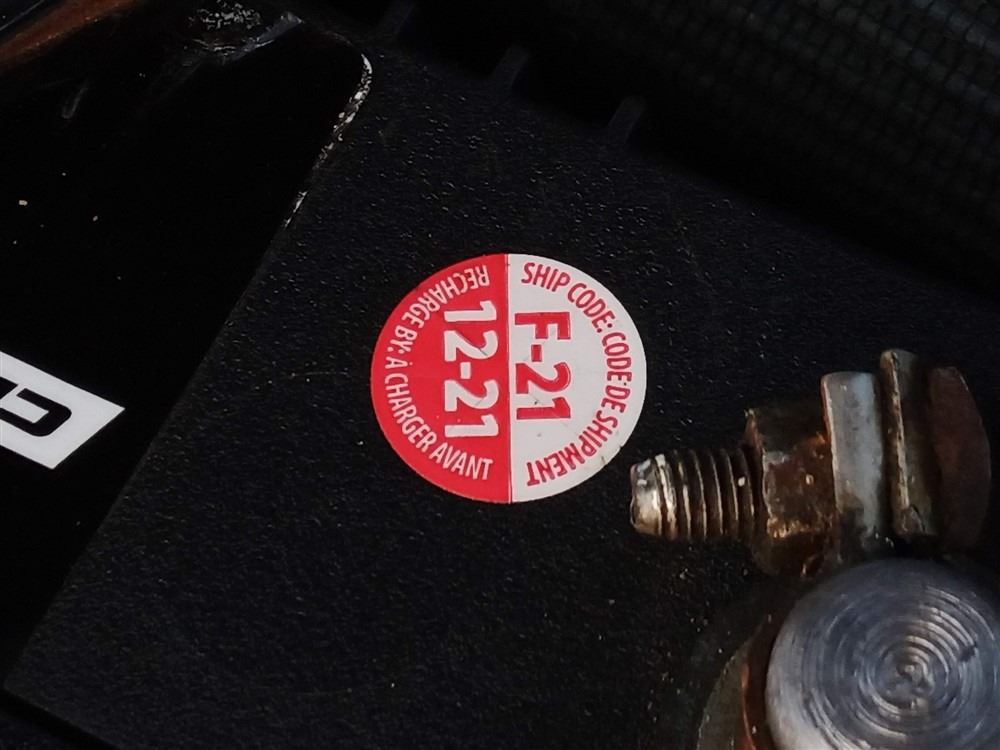 SHIP CODE: CODE DE SHIPMENT
F-21
12-21
RECHARGE BY: À CHARGER AVANT